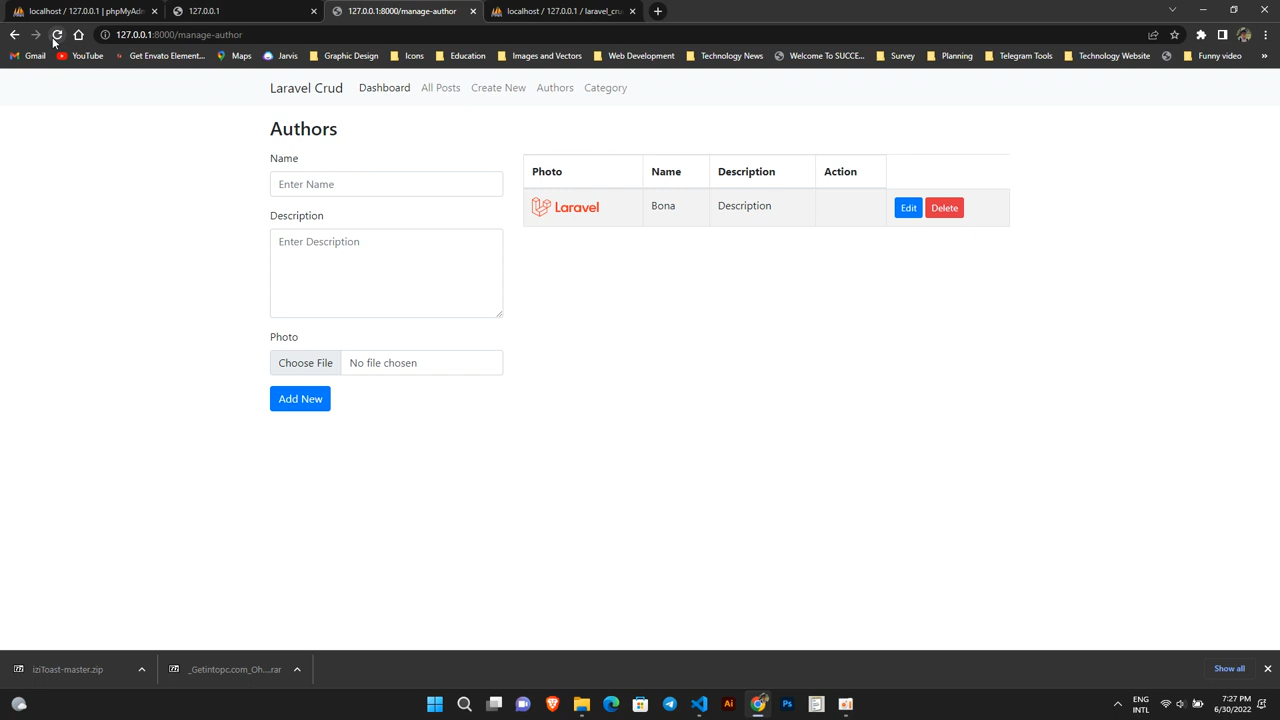 localhost / 127.0.0.1 | phpMyAdm
127.0.0.1
127.0.0.1:8000/manage-author
localhost / 127.0.0.1 / laravel_cru
127.0.0.1:8000/manage-author
Gmail
YouTube
Get Envato Element...
Maps
Jarvis
Graphic Design
Icons
Education
Images and Vectors
Web Development
Technology News
Welcome To SUCCE...
Survey
Planning
Telegram Tools
Technology Website
Funny video
Laravel Crud Dashboard All Posts Create New Authors Category
Authors
Name
Enter Name
Description
Enter Description
Photo
Choose File No file chosen
Add New
Photo Name Description Action
Laravel Bona Description Edit Delete
iziToast-master.zip
_Getintopc.com_Oh....rar
Show all
Ai
Ps
ENG
INTL
7:27 PM
6/30/2022